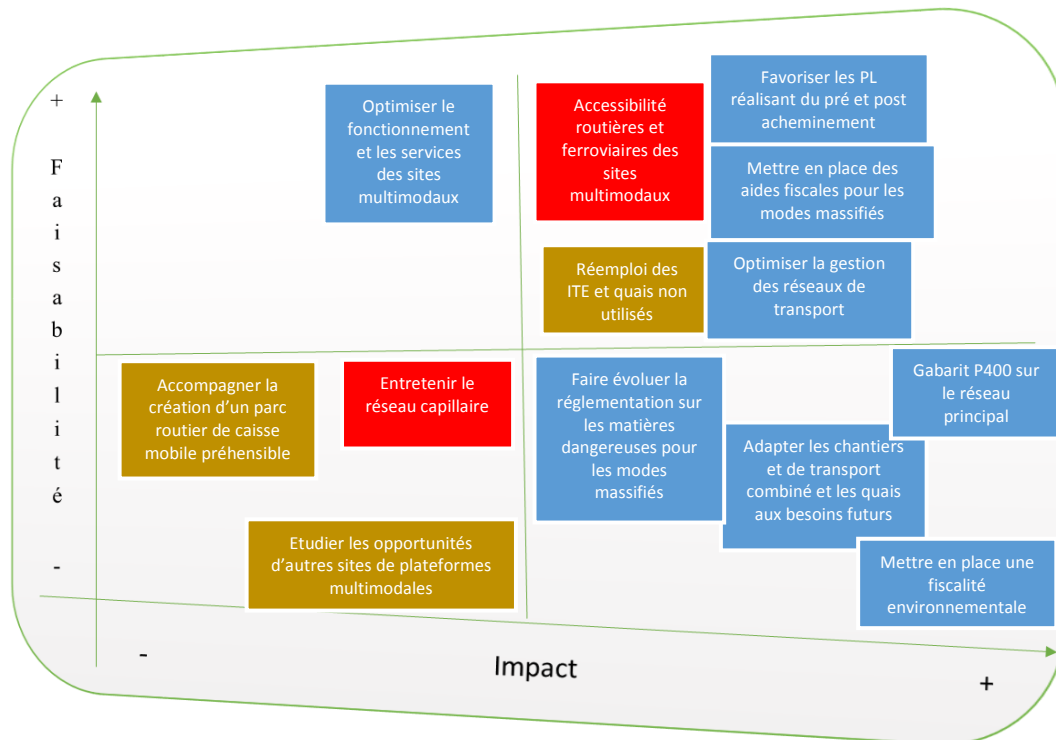 +
F
a
i
s
a
b
i
l
i
t
é
-
Optimiser le
fonctionnement
et les services
des sites
multimodaux
Accessibilité
routières et
ferroviaires des
sites
multimodaux
Favoriser les PL
réalisant du pré et post
acheminement
Mettre en place des
aides fiscales pour les
modes massifiés
Réemploi des
ITE et quais non
utilisés
Optimiser la gestion
des réseaux de
transport
Accompagner la
création d’un parc
routier de caisse
mobile préhensible
Entretenir le
réseau capillaire
Faire évoluer la
réglementation sur
les matières
dangereuses pour
les modes
massifiés
Gabarit P400 sur
le réseau
principal
Adapter les chantiers
et de transport
combiné et les quais
aux besoins futurs
Etudier les opportunités
d’autres sites de plateformes
multimodales
Mettre en place une
fiscalité
environnementale
-
Impact
+